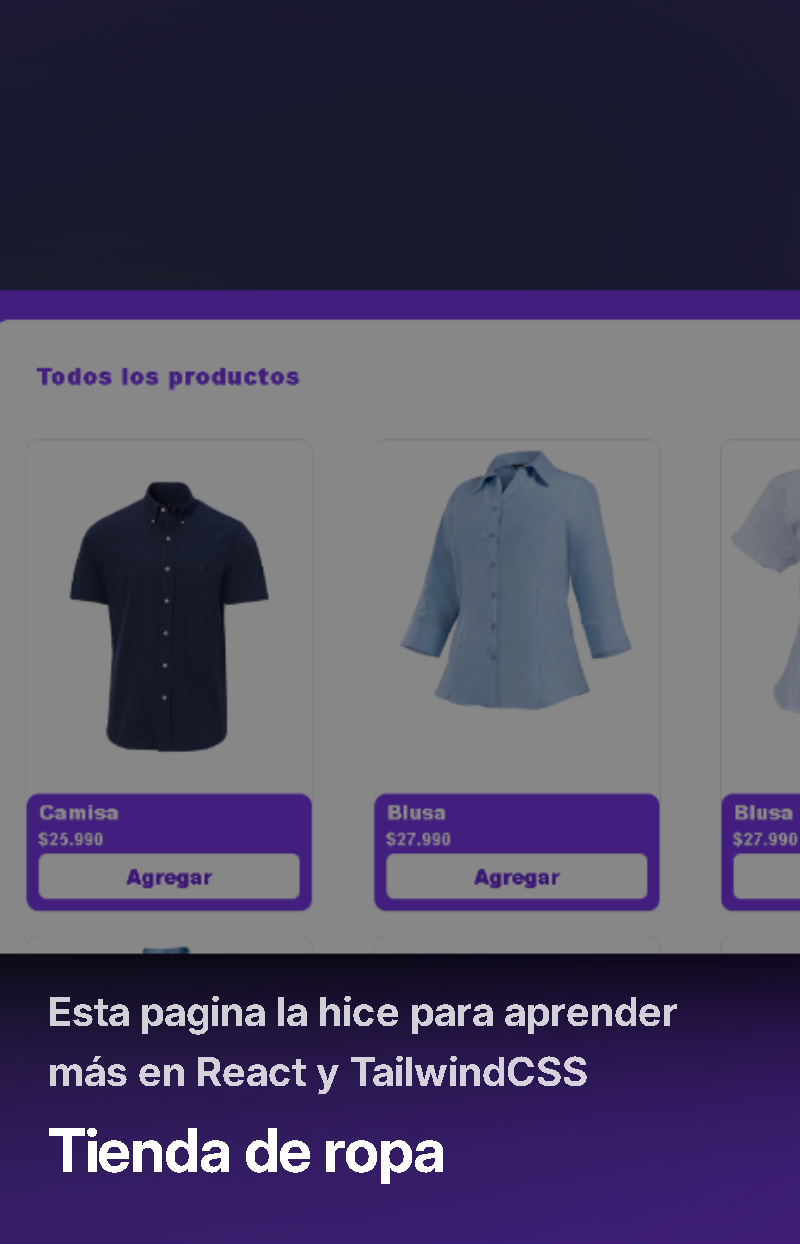 Todos los productos
Camisa
$25.990
Agregar
Blusa
$27.990
Agregar
Blusa
$27.990
Esta pagina la hice para aprender
más en React y TailwindCSS
Tienda de ropa